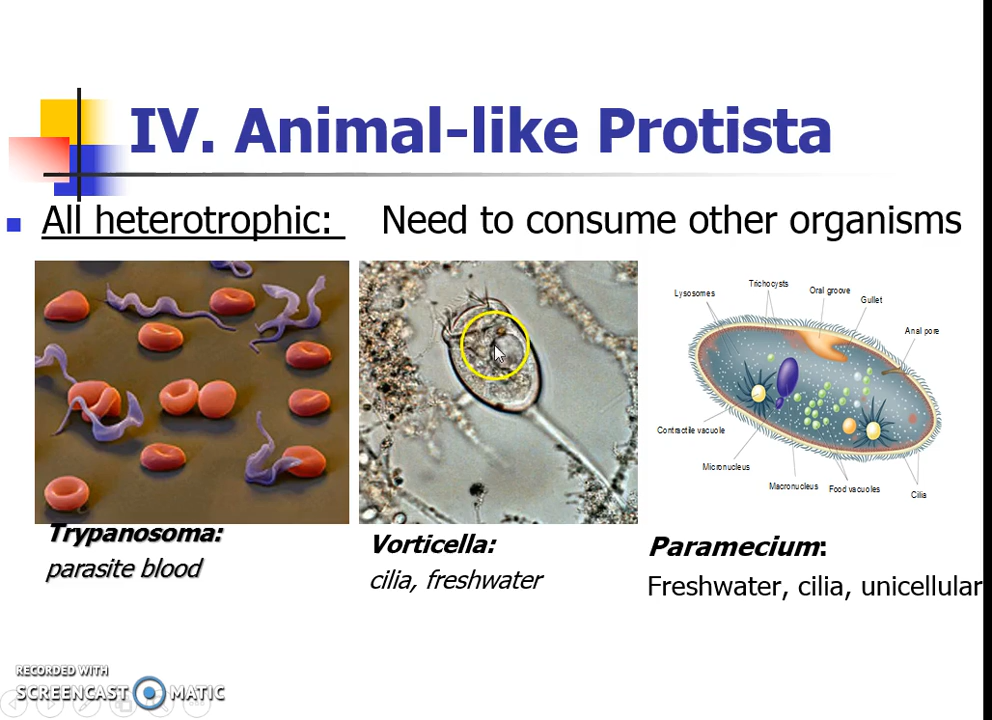 IV. Animal-like Protista
All heterotrophic: Need to consume other organisms
Trichocysts
Lysosomes
Oral groove
Gullet
Anal pore
Contractile vacuole
Micronucleus
Macronucleus
Food vacuoles
Cilia
Trypanosoma:
parasite blood
Vorticella:
cilia, freshwater
Paramecium:
Freshwater, cilia, unicellular
RECORDED WITH
SCREENCAST MATIC